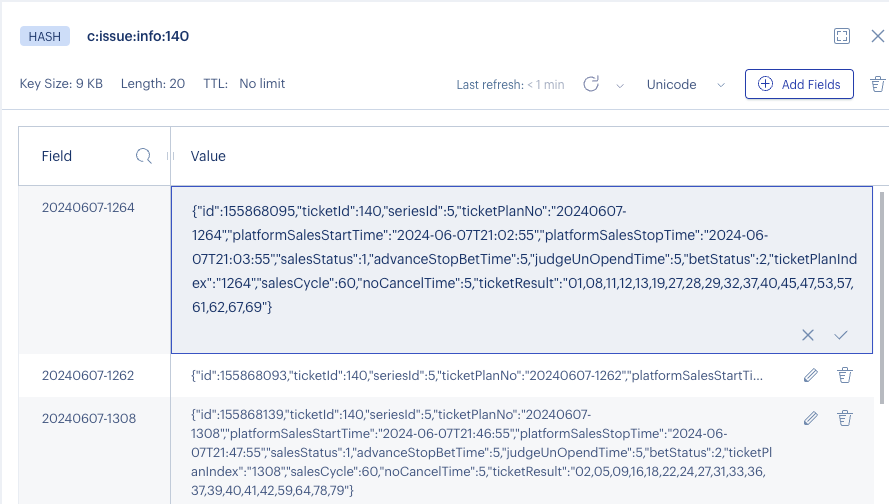 HASH c:issue:info:140
Key Size: 9 KB Length: 20 TTL: No limit Last refresh: < 1 min Unicode Add Fields
Field Value
20240607-1264
{"id":155868095,"ticketId":140,"seriesId":5,"ticketPlanNo":"20240607-
1264","platformSalesStartTime":"2024-06-07T21:02:55","platformSalesStopTime":"2024-06-
07T21:03:55","salesStatus":1,"advanceStopBetTime":5,"judgeUnOpendTime":5,"betStatus":2,"ticketPlanInd
ex":"1264","salesCycle":60,"noCancelTime":5,"ticketResult":"01,08,11,12,13,19,27,28,29,32,37,40,45,47,53,57,
61,62,67,69"}
20240607-1262 {"id":155868093,"ticketId":140,"seriesId":5,"ticketPlanNo":"20240607-1262","platformSalesStartTi...
20240607-1308
{"id":155868139,"ticketId":140,"seriesId":5,"ticketPlanNo":"20240607-
1308","platformSalesStartTime":"2024-06-07T21:46:55","platformSalesStopTime":"2024-06-
07T21:47:55","salesStatus":1,"advanceStopBetTime":5,"judgeUnOpendTime":5,"betStatus":2,"ticketPl
anIndex":"1308","salesCycle":60,"noCancelTime":5,"ticketResult":"02,05,09,16,18,22,24,27,31,33,36,
37,39,40,41,42,59,64,78,79"}